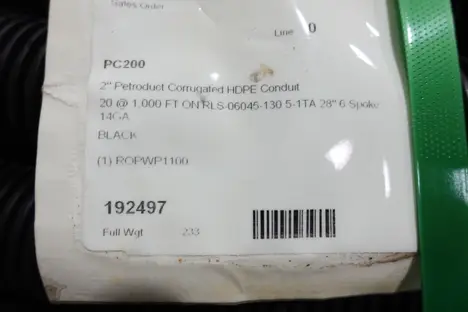 Sales Order
Line 0
PC200
2" Petroduct Corrugated HDPE Conduit
20 @ 1,000 FT ON RLS-06045-130 5-1TA 28" 6 Spoke
14GA
BLACK
(1) ROPWP1100
192497
Full Wgt 233